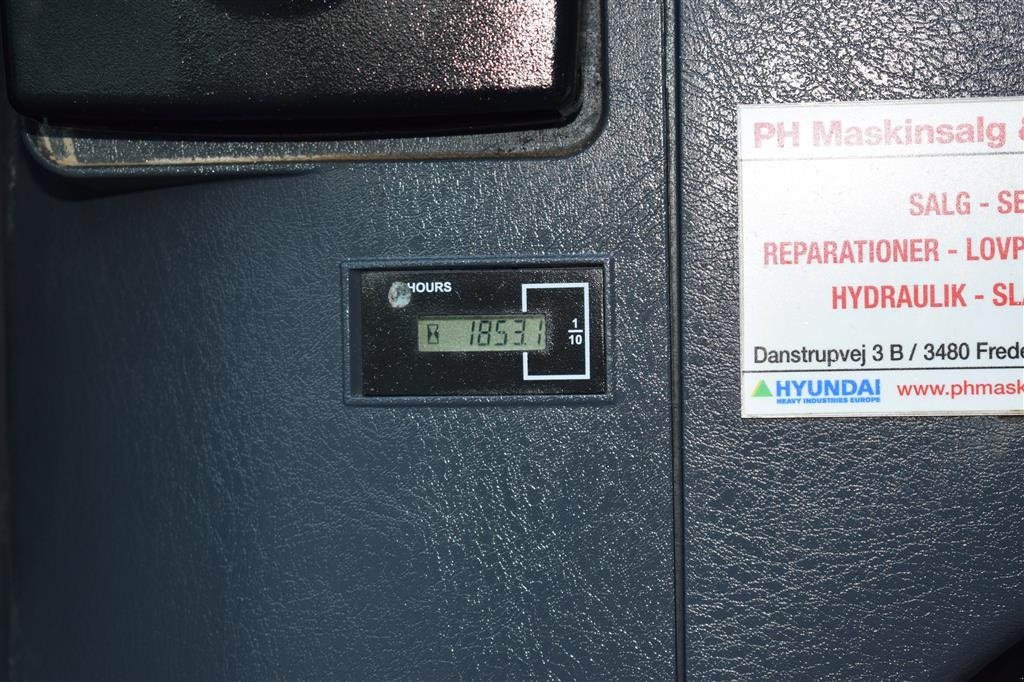 HOURS
1853.1
1
10
PH Maskinsalg &
SALG - SE
REPARATIONER - LOVP
HYDRAULIK - SLA
Danstrupvej 3 B / 3480 Frede
HYUNDAI www.phmask
HEAVY INDUSTRIES EUROPE